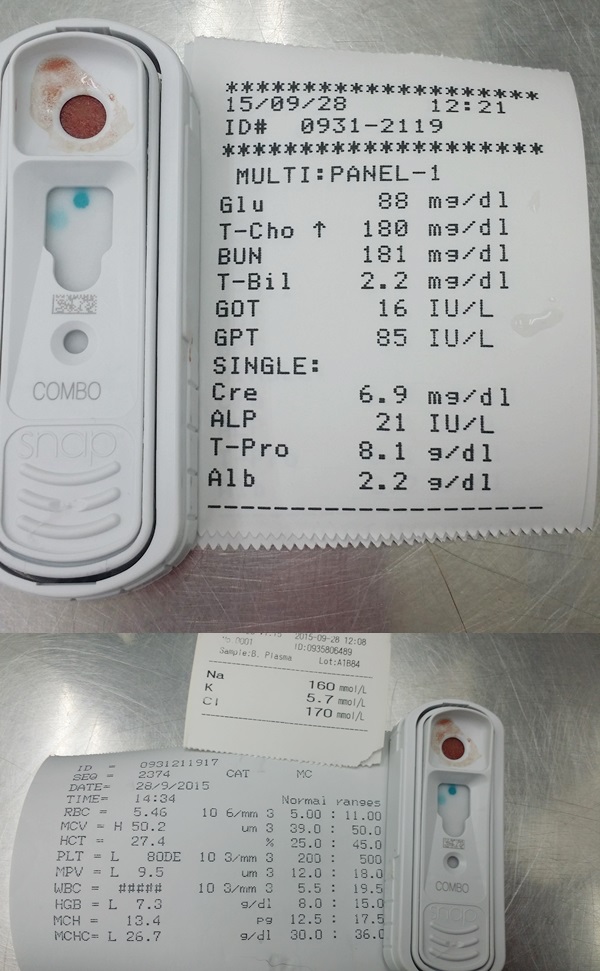 *********************
15/09/28 12:21
ID# 0931-2119
*********************
MULTI:PANEL-1
Glu 88 mg/dl
T-Cho ↑ 180 mg/dl
BUN 181 mg/dl
T-Bil 2.2 mg/dl
GOT 16 IU/L
GPT 85 IU/L
SINGLE:
Cre 6.9 mg/dl
ALP 21 IU/L
T-Pro 8.1 g/dl
Alb 2.2 g/dl
----------------------
COMBO
snap
2015-09-28 12:08
ID:0935806489
Sample:B. Plasma Lot:A1B84
Na 160 mmol/L
K 5.7 mmol/L
Cl 170 mmol/L
ID = 0931211917
SEQ = 2374 CAT MC
DATE= 28/9/2015
TIME= 14:34 Normal ranges
RBC = 5.46 10 6/mm 3 5.00 : 11.00
MCV = H 50.2 um 3 39.0 : 50.0
HCT = 27.4 % 25.0 : 45.0
PLT = L 80DE 10 3/mm 3 200 : 500
MPV = L 9.5 um 3 12.0 : 18.0
WBC = ##### 10 3/mm 3 5.5 : 19.5
HGB = L 7.3 g/dl 8.0 : 15.0
MCH = 13.4 pg 12.5 : 17.5
MCHC= L 26.7 g/dl 30.0 : 36.0
COMBO
snap